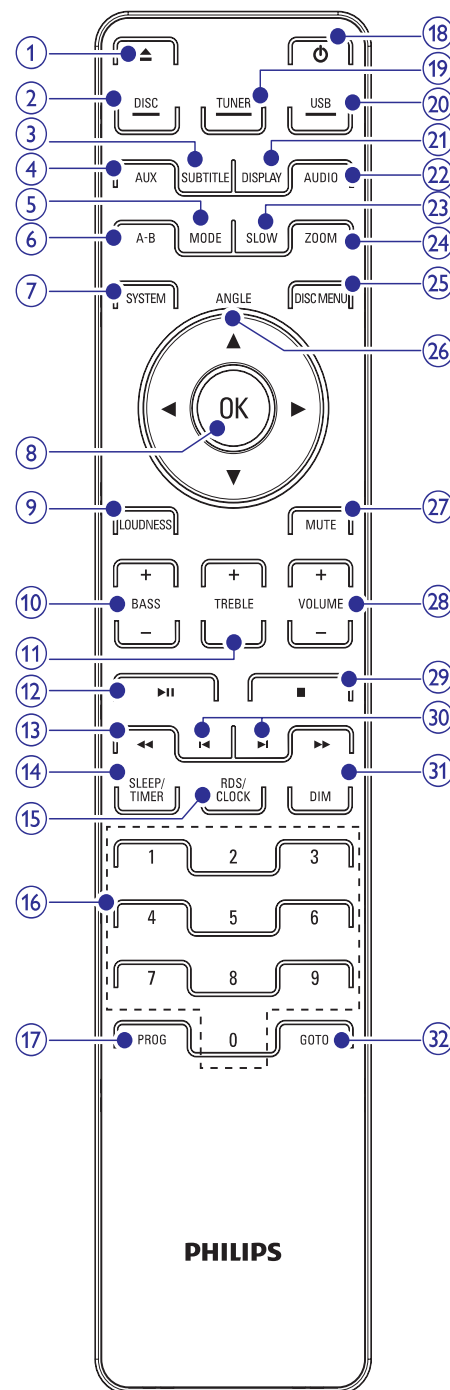 1 ⏏ ⏻ 18
2 DISC TUNER USB 19
20
3 21
4 AUX SUBTITLE DISPLAY AUDIO 22
5 23
6 A-B MODE SLOW ZOOM 24
7 SYSTEM ANGLE DISC MENU 25
▲ 26
◀ OK ▶
8 ▼
9 LOUDNESS MUTE 27
+ + +
10 BASS TREBLE VOLUME 28
− −
11
12 ▶II ■ 29
13 ◀◀ I◀ ▶I ▶▶ 30
14 SLEEP/ RDS/ 31
TIMER CLOCK DIM
15
1 2 3
16 4 5 6
7 8 9
17 PROG 0 GOTO 32
PHILIPS